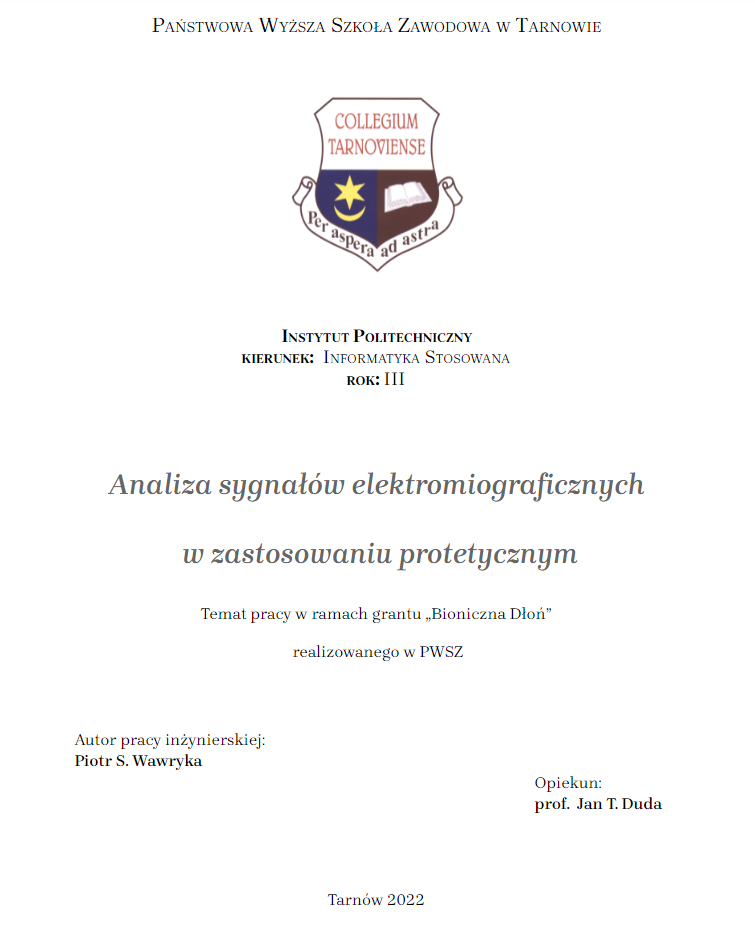 Państwowa Wyższa Szkoła Zawodowa w Tarnowie
COLLEGIUM
TARNOVIENSE
Per aspera ad astra
Instytut Politechniczny
kierunek: Informatyka Stosowana
rok: III
Analiza sygnałów elektromiograficznych
w zastosowaniu protetycznym
Temat pracy w ramach grantu „Bioniczna Dłoń”
realizowanego w PWSZ
Autor pracy inżynierskiej:
Piotr S. Wawryka
Opiekun:
prof. Jan T. Duda
Tarnów 2022